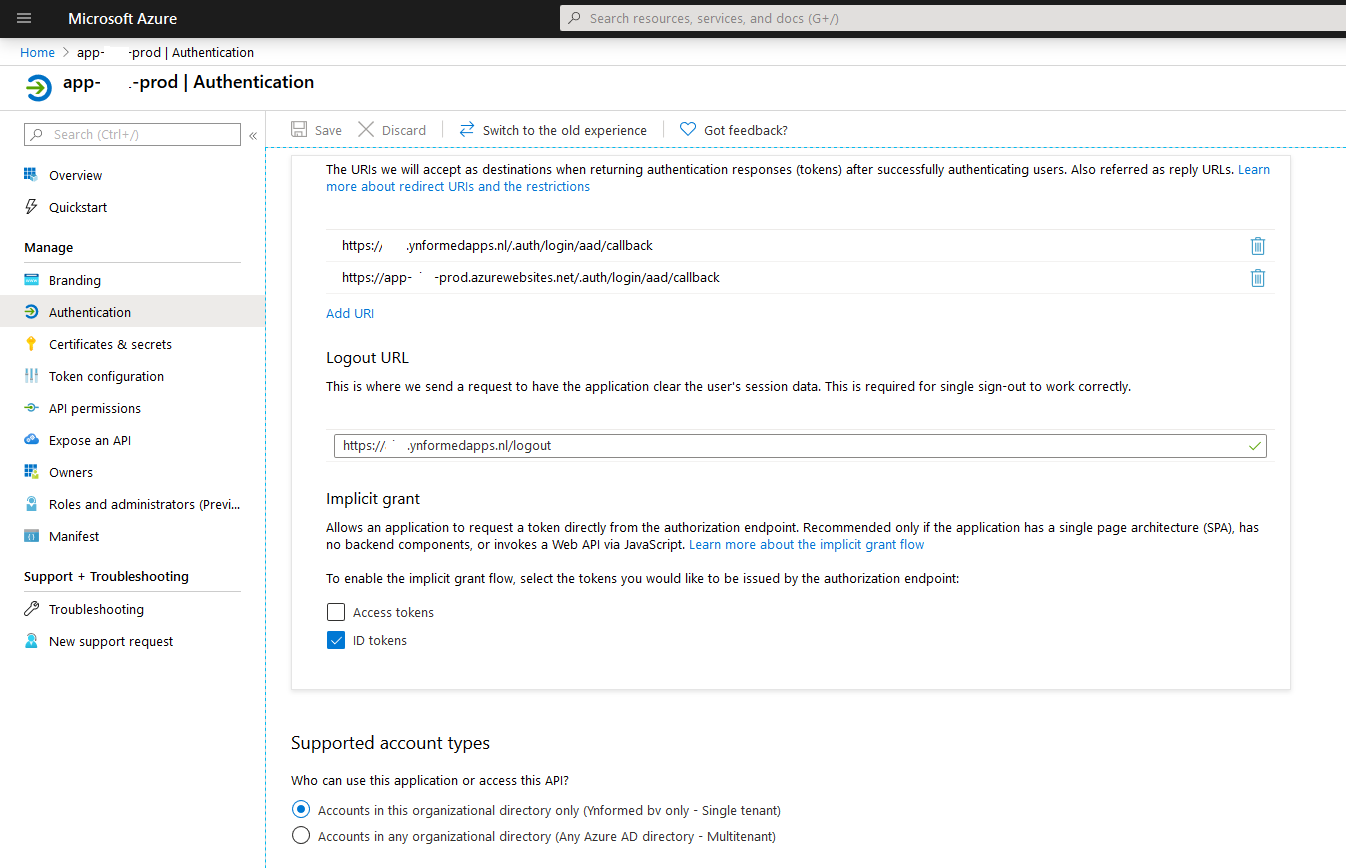 Microsoft Azure
Search resources, services, and docs (G+/)
Home > app- -prod | Authentication
app- .-prod | Authentication
Search (Ctrl+/)
«
Save
Discard
Switch to the old experience
Got feedback?
Overview
Quickstart
Manage
Branding
Authentication
Certificates & secrets
Token configuration
API permissions
Expose an API
Owners
Roles and administrators (Previ...
Manifest
Support + Troubleshooting
Troubleshooting
New support request
The URIs we will accept as destinations when returning authentication responses (tokens) after successfully authenticating users. Also referred as reply URLs. Learn
more about redirect URIs and the restrictions
https:// .ynformedapps.nl/.auth/login/aad/callback
https://app- -prod.azurewebsites.net/.auth/login/aad/callback
Add URI
Logout URL
This is where we send a request to have the application clear the user's session data. This is required for single sign-out to work correctly.
https:// .ynformedapps.nl/logout
Implicit grant
Allows an application to request a token directly from the authorization endpoint. Recommended only if the application has a single page architecture (SPA), has
no backend components, or invokes a Web API via JavaScript. Learn more about the implicit grant flow
To enable the implicit grant flow, select the tokens you would like to be issued by the authorization endpoint:
Access tokens
ID tokens
Supported account types
Who can use this application or access this API?
Accounts in this organizational directory only (Ynformed bv only - Single tenant)
Accounts in any organizational directory (Any Azure AD directory - Multitenant)